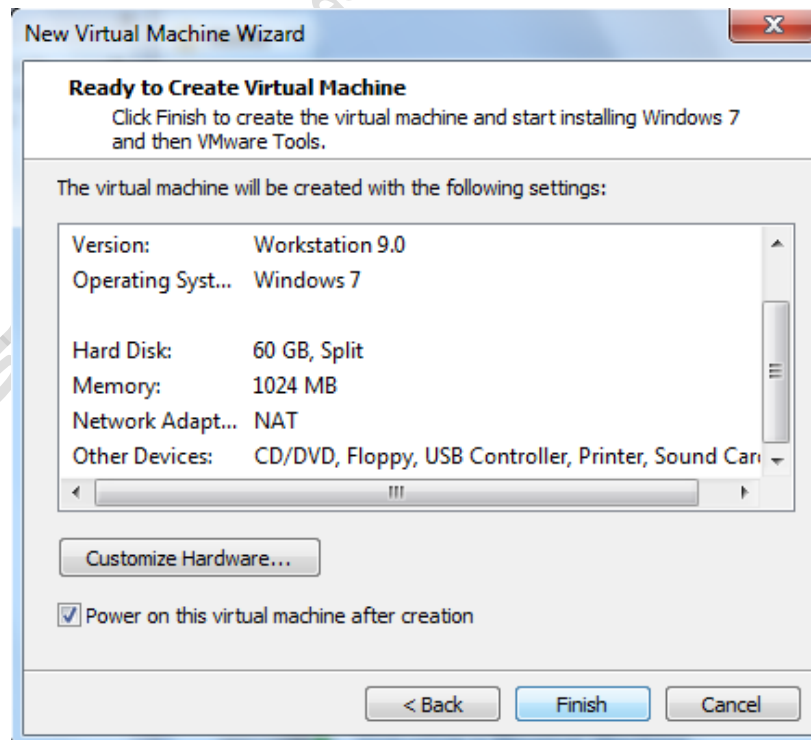 New Virtual Machine Wizard
Ready to Create Virtual Machine
Click Finish to create the virtual machine and start installing Windows 7
and then VMware Tools.
The virtual machine will be created with the following settings:
Version: Workstation 9.0
Operating Syst... Windows 7
Hard Disk: 60 GB, Split
Memory: 1024 MB
Network Adapt... NAT
Other Devices: CD/DVD, Floppy, USB Controller, Printer, Sound Car
Customize Hardware...
Power on this virtual machine after creation
< Back Finish Cancel